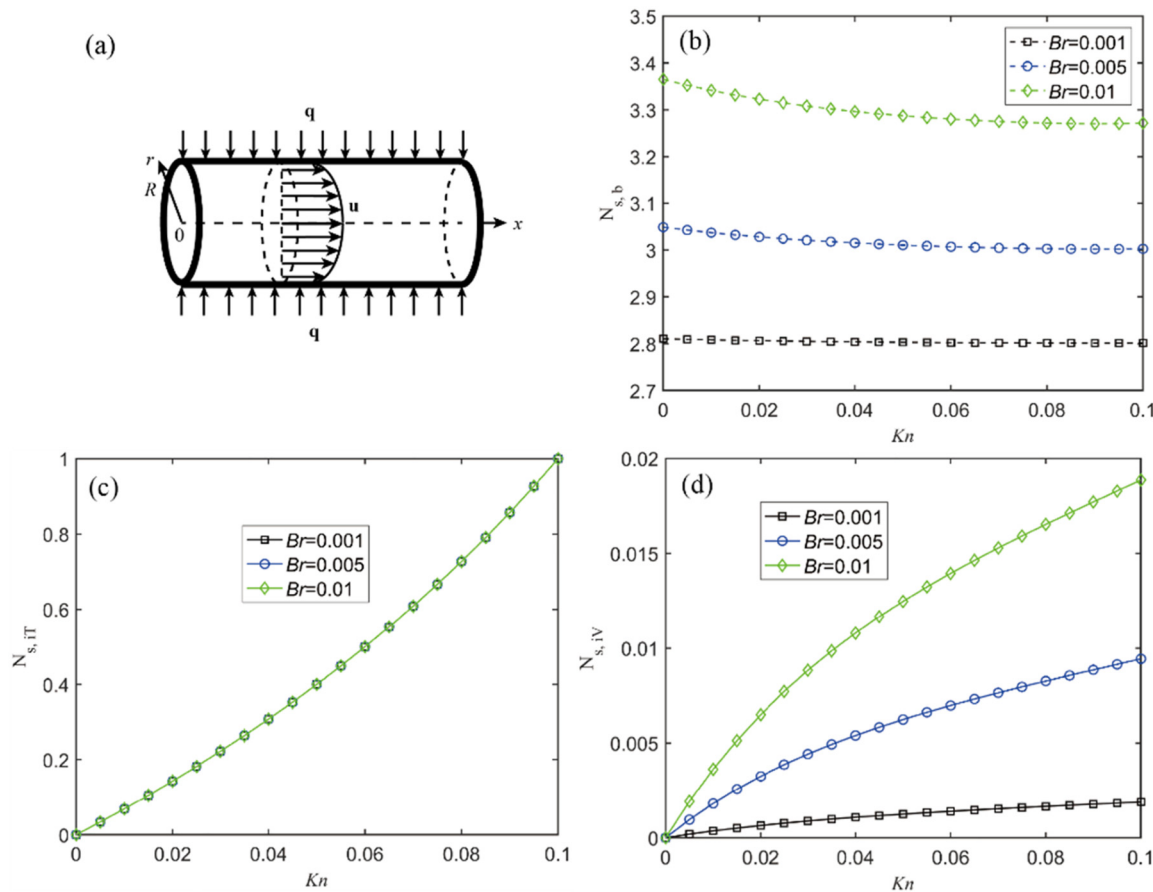 (a)
q
r
R
0
u
x
q
(b)
Br=0.001
Br=0.005
Br=0.01
3.5
3.4
3.3
3.2
3.1
3
2.9
2.8
2.7
N_{s, b}
0 0.02 0.04 0.06 0.08 0.1
Kn
(c)
Br=0.001
Br=0.005
Br=0.01
1
0.8
0.6
0.4
0.2
0
N_{s, iT}
0 0.02 0.04 0.06 0.08 0.1
Kn
(d)
Br=0.001
Br=0.005
Br=0.01
0.02
0.015
0.01
0.005
0
N_{s, iV}
0 0.02 0.04 0.06 0.08 0.1
Kn